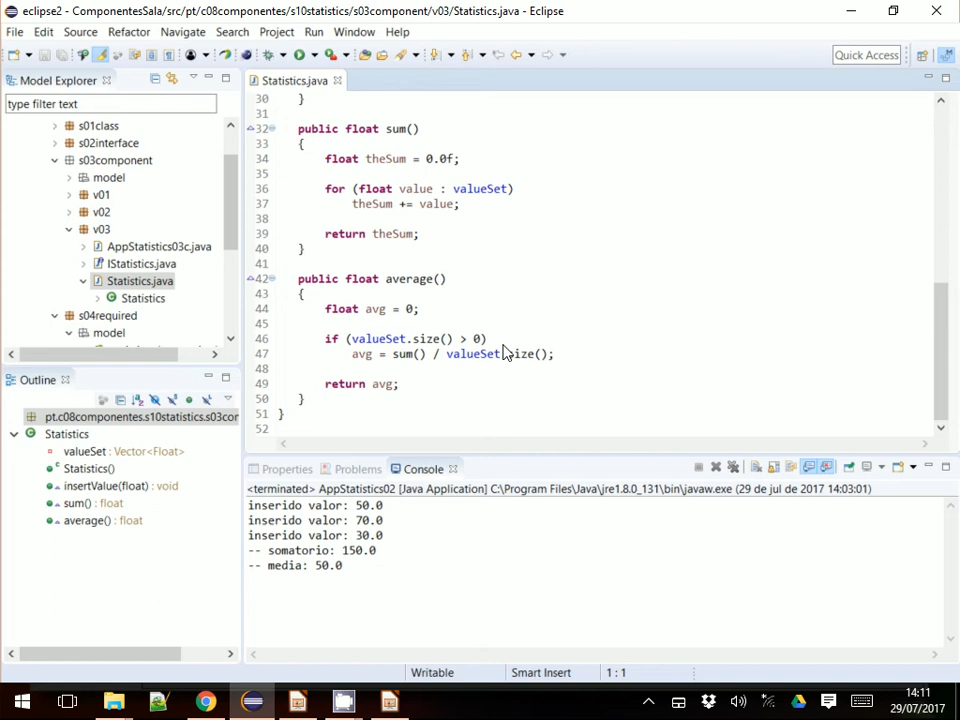 eclipse2 - ComponentesSala/src/pt/c08componentes/s10statistics/s03component/v03/Statistics.java - Eclipse
File Edit Source Refactor Navigate Search Project Run Window Help
Quick Access
Model Explorer
type filter text
s01class
s02interface
s03component
model
v01
v02
v03
AppStatistics03c.java
IStatistics.java
Statistics.java
Statistics
s04required
model
Outline
pt.c08componentes.s10statistics.s03cor
Statistics
valueSet : Vector<Float>
Statistics()
insertValue(float) : void
sum() : float
average() : float
Statistics.java
30 }
31
32 public float sum()
33 {
34 float theSum = 0.0f;
35
36 for (float value : valueSet)
37 theSum += value;
38
39 return theSum;
40 }
41
42 public float average()
43 {
44 float avg = 0;
45
46 if (valueSet.size() > 0)
47 avg = sum() / valueSet.size();
48
49 return avg;
50 }
51 }
52
Properties Problems Console
<terminated> AppStatistics02 [Java Application] C:\Program Files\Java\jre1.8.0_131\bin\javaw.exe (29 de jul de 2017 14:03:01)
inserido valor: 50.0
inserido valor: 70.0
inserido valor: 30.0
-- somatorio: 150.0
-- media: 50.0
Writable Smart Insert 1 : 1
14:11
29/07/2017